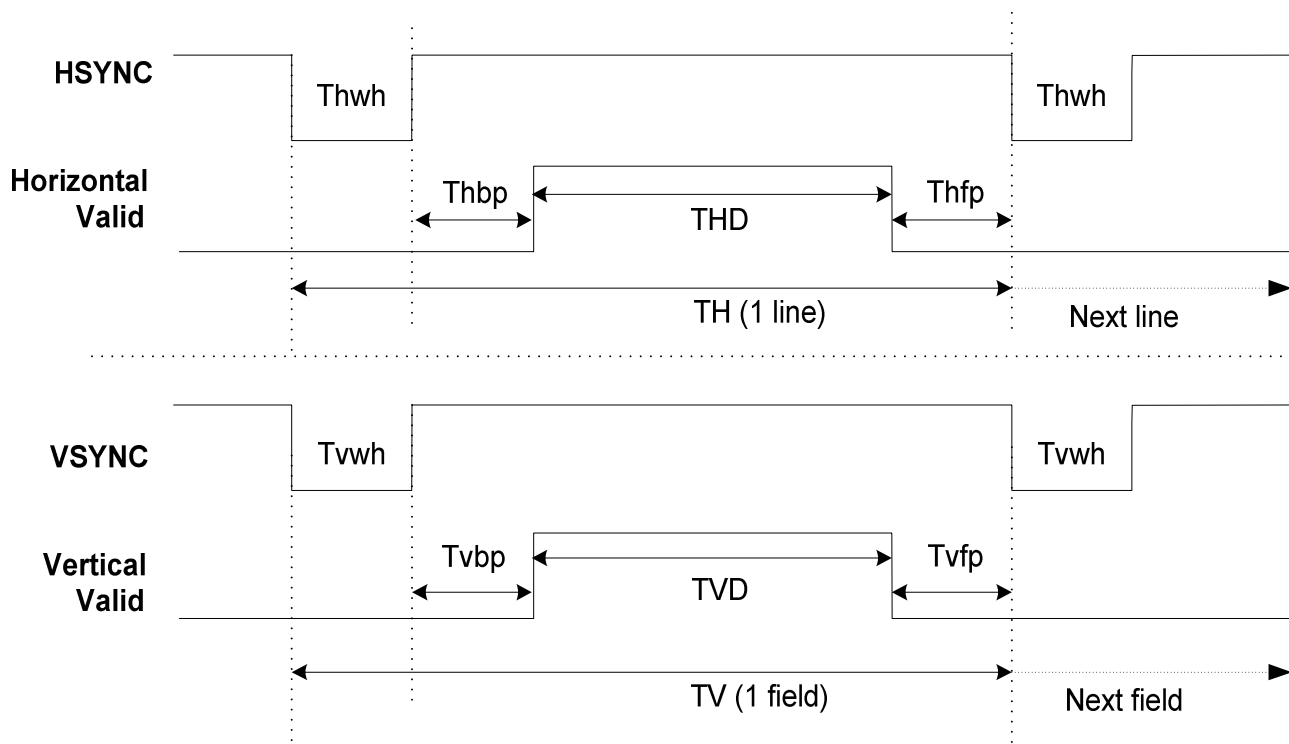 HSYNC
Thwh
Thwh
Horizontal
Valid
Thbp
THD
Thfp
TH (1 line)
Next line
VSYNC
Tvwh
Tvwh
Vertical
Valid
Tvbp
TVD
Tvfp
TV (1 field)
Next field